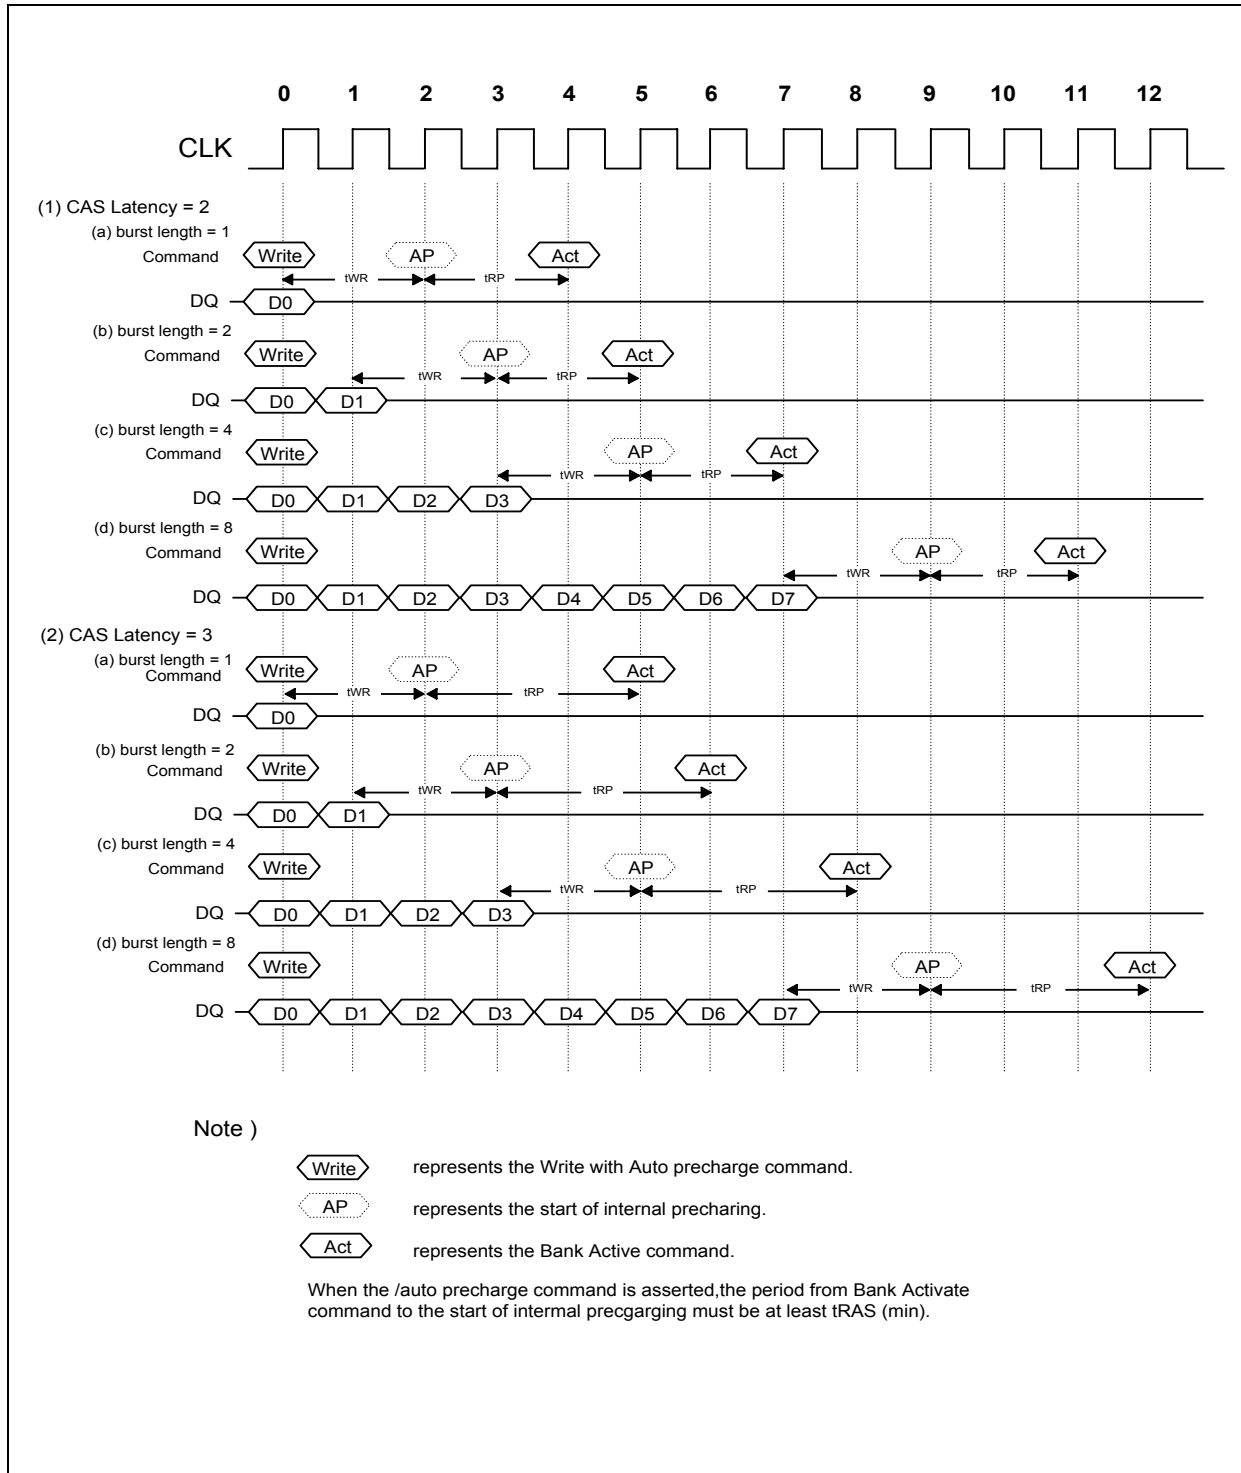 0 1 2 3 4 5 6 7 8 9 10 11 12
CLK
(1) CAS Latency = 2
(a) burst length = 1
Command Write AP Act
tWR tRP
DQ D0
(b) burst length = 2
Command Write AP Act
tWR tRP
DQ D0 D1
(c) burst length = 4
Command Write AP Act
tWR tRP
DQ D0 D1 D2 D3
(d) burst length = 8
Command Write AP Act
tWR tRP
DQ D0 D1 D2 D3 D4 D5 D6 D7
(2) CAS Latency = 3
(a) burst length = 1
Command Write AP Act
tWR tRP
DQ D0
(b) burst length = 2
Command Write AP Act
tWR tRP
DQ D0 D1
(c) burst length = 4
Command Write AP Act
tWR tRP
DQ D0 D1 D2 D3
(d) burst length = 8
Command Write AP Act
tWR tRP
DQ D0 D1 D2 D3 D4 D5 D6 D7
Note )
Write represents the Write with Auto precharge command.
AP represents the start of internal precharing.
Act represents the Bank Active command.
When the /auto precharge command is asserted,the period from Bank Activate
command to the start of intermal precgarging must be at least tRAS (min).